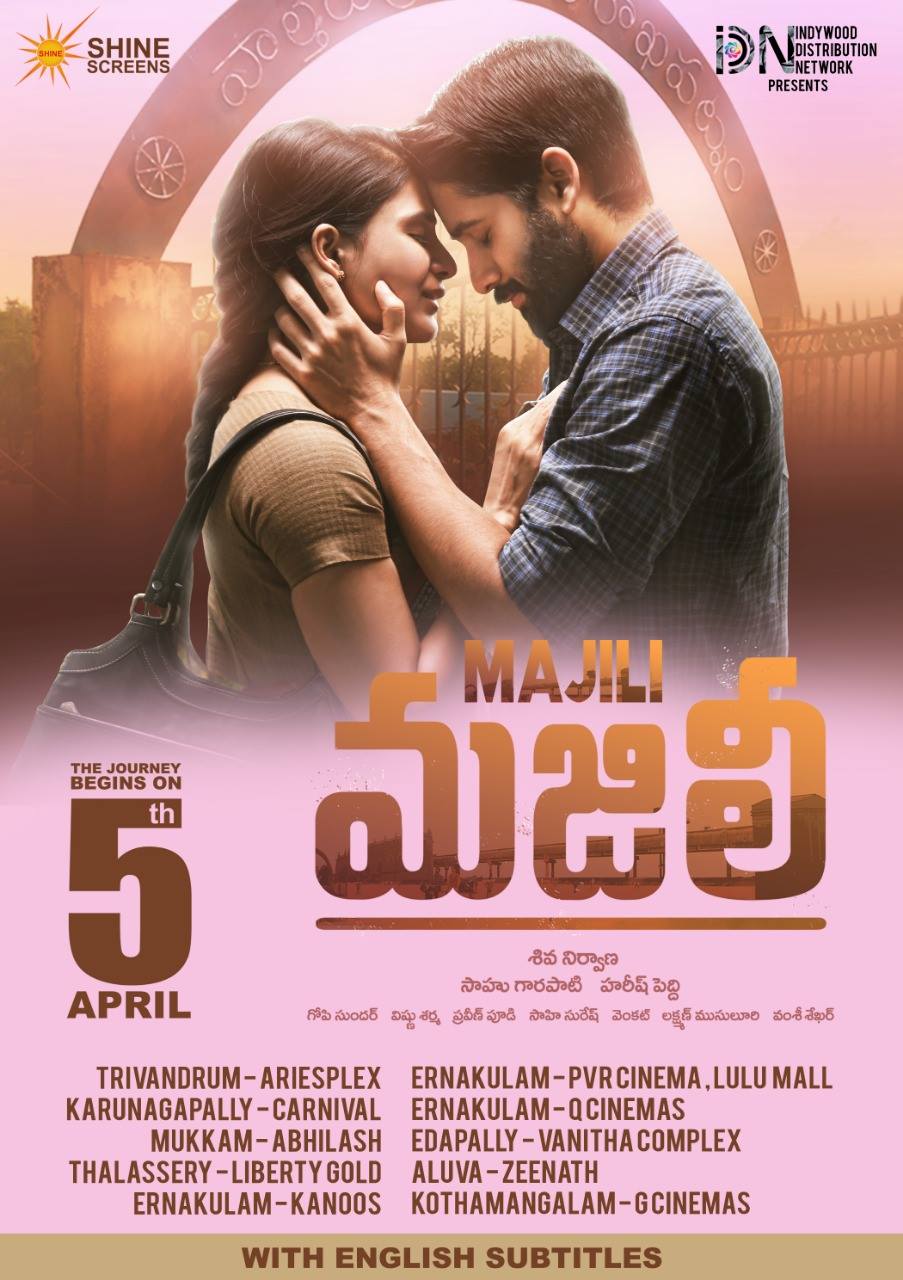 SHINE
SHINE
SCREENS
IDN
INDYWOOD
DISTRIBUTION
NETWORK
PRESENTS
MAJILI
మజిలీ
THE JOURNEY
BEGINS ON
5th
APRIL
శివ నిర్వాణ
సాహు గారపాటి హరీష్ పెద్ది
గోపి సుందర్ విష్ణు శర్మ ప్రవీణ్ పూడి సాహి సురేష్ వెంకట్ లక్ష్మణ్ ముసులూరి వంశీ శేఖర్
TRIVANDRUM - ARIESPLEX
KARUNAGAPALLY - CARNIVAL
MUKKAM - ABHILASH
THALASSERY - LIBERTY GOLD
ERNAKULAM - KANOOS
ERNAKULAM - PVR CINEMA, LULU MALL
ERNAKULAM - Q CINEMAS
EDAPALLY - VANITHA COMPLEX
ALUVA - ZEENATH
KOTHAMANGALAM - G CINEMAS
WITH ENGLISH SUBTITLES